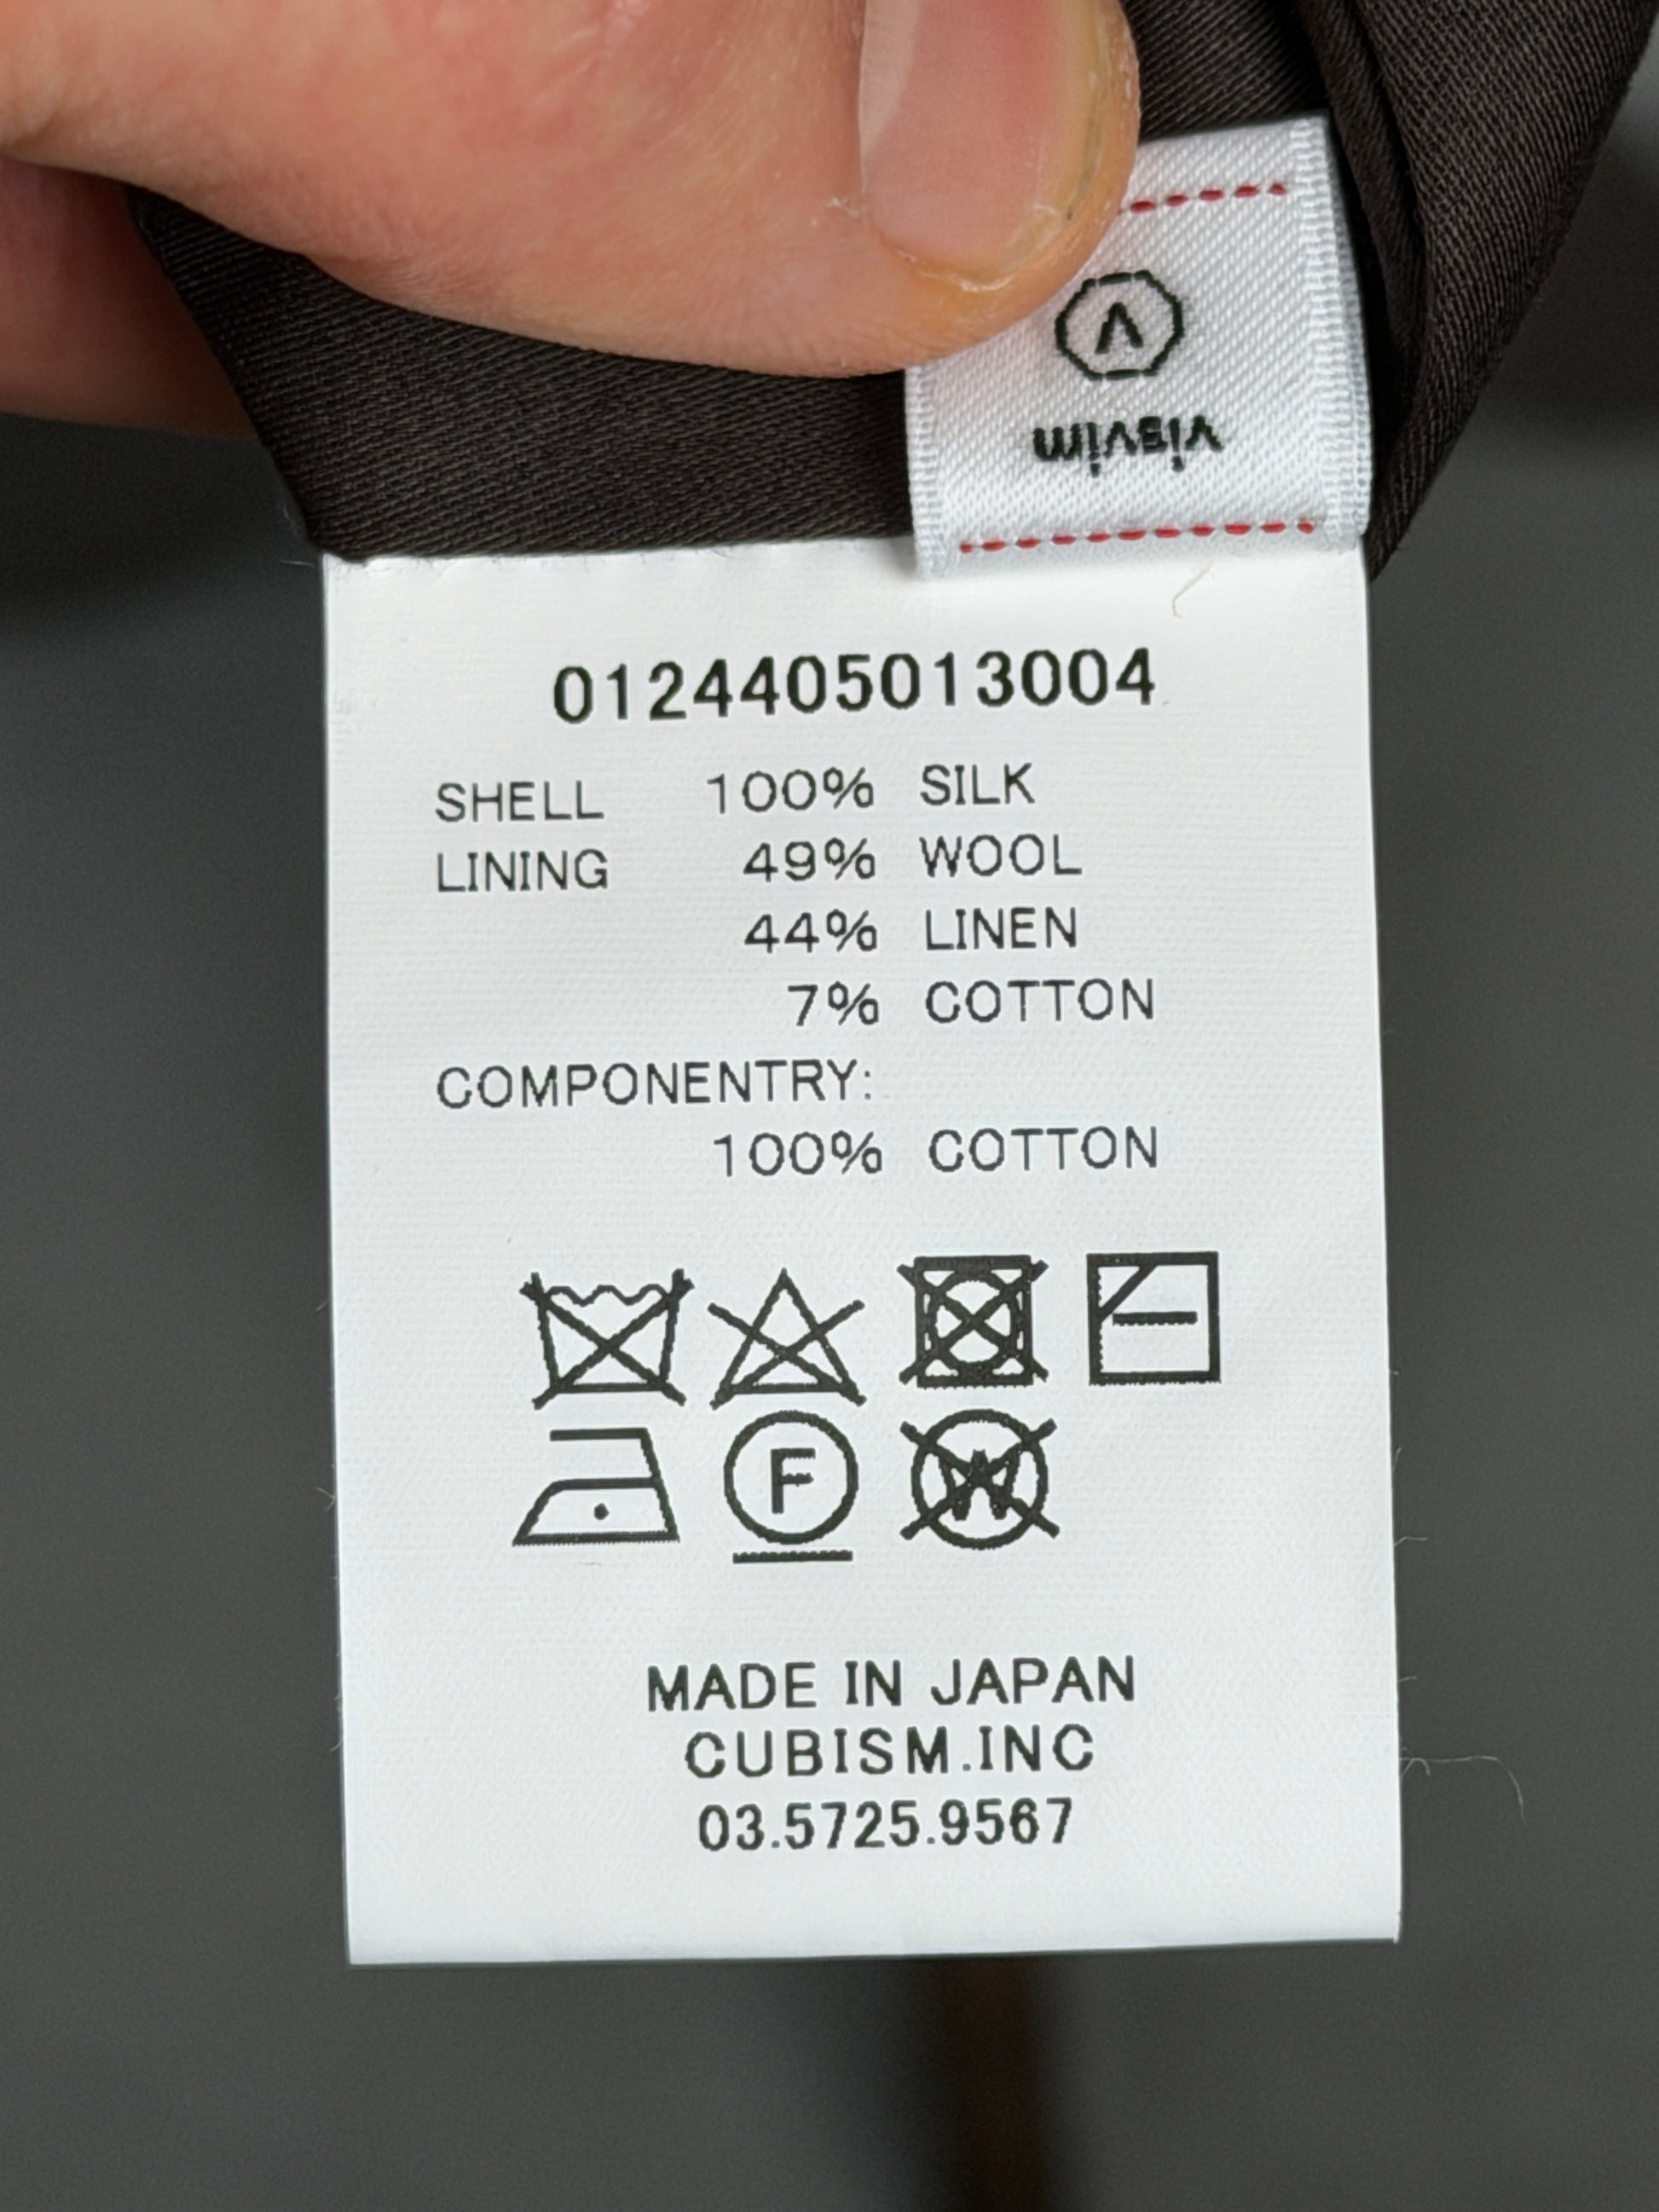 V
visvim
0124405013004
SHELL 100% SILK
LINING 49% WOOL
44% LINEN
7% COTTON
COMPONENTRY:
100% COTTON
F W
MADE IN JAPAN
CUBISM.INC
03.5725.9567